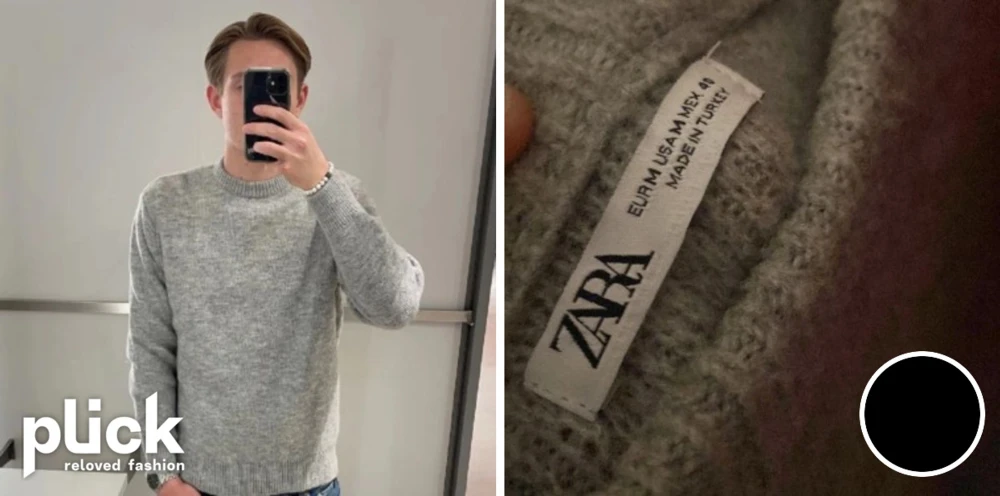 plick
reloved fashion
EUR M USA M MEX 40
MADE IN TURKEY
ZARA